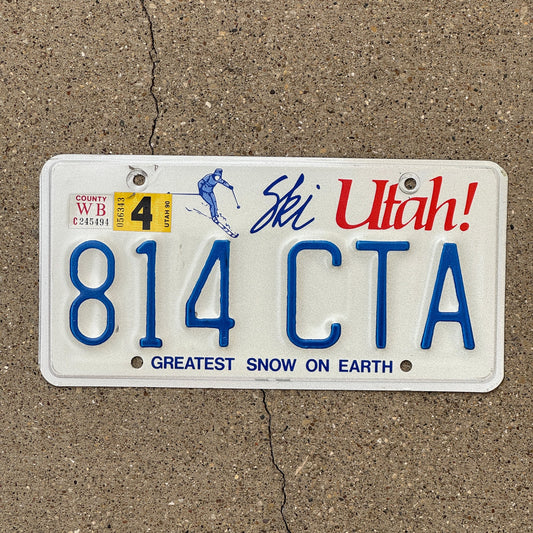 COUNTY
WB
C 245494
056343
4
UTAH 90
Ski Utah!
814 CTA
GREATEST SNOW ON EARTH